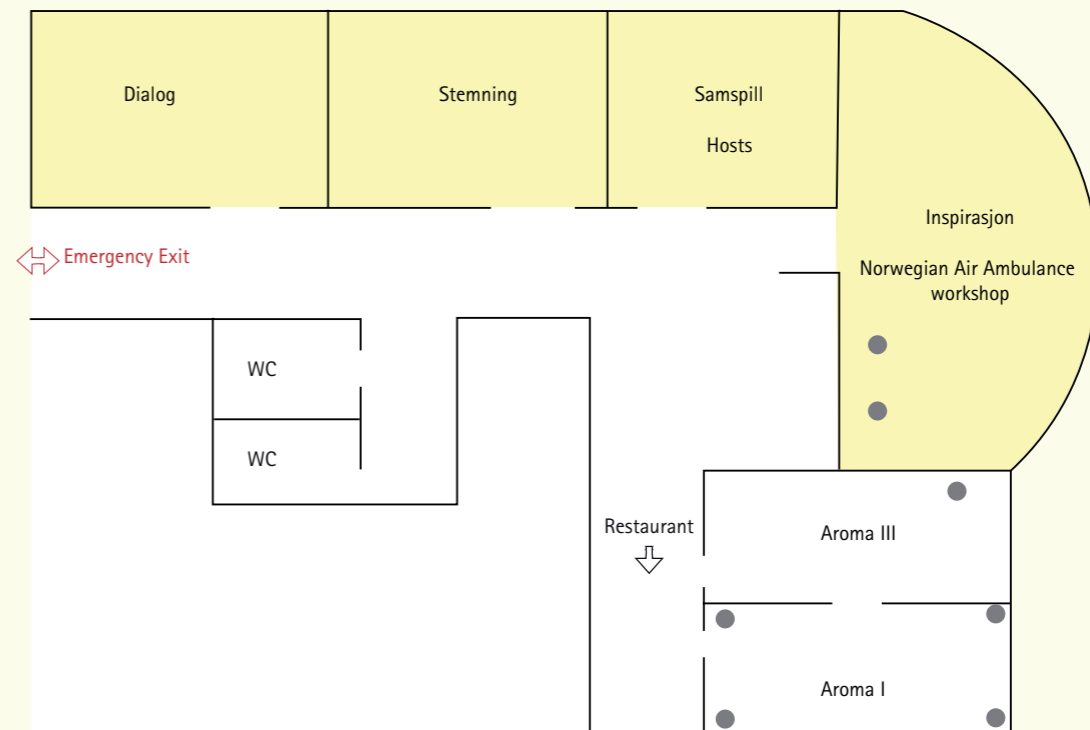 Dialog
Stemning
Samspill
Hosts
Inspirasjon
Norwegian Air Ambulance
workshop
Emergency Exit
WC
WC
Restaurant
Aroma III
Aroma I